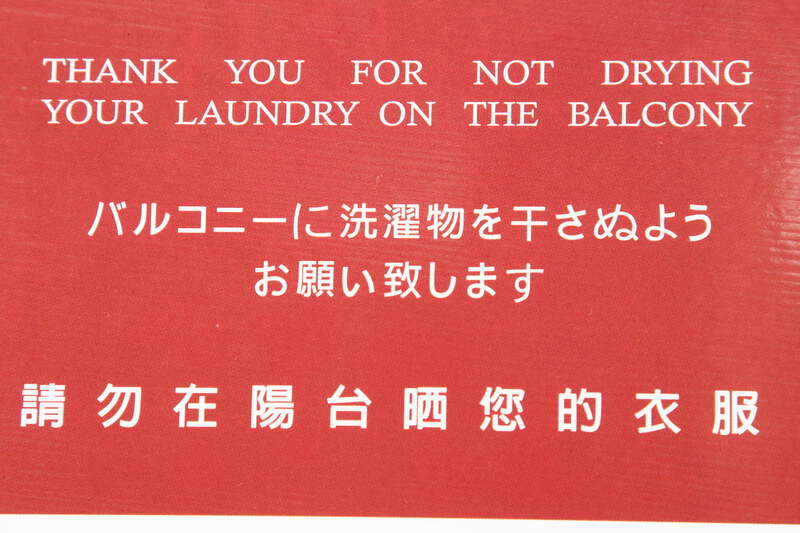 THANK YOU FOR NOT DRYING
YOUR LAUNDRY ON THE BALCONY
バルコニーに洗濯物を干さぬよう
お願い致します
請勿在陽台晒您的衣服